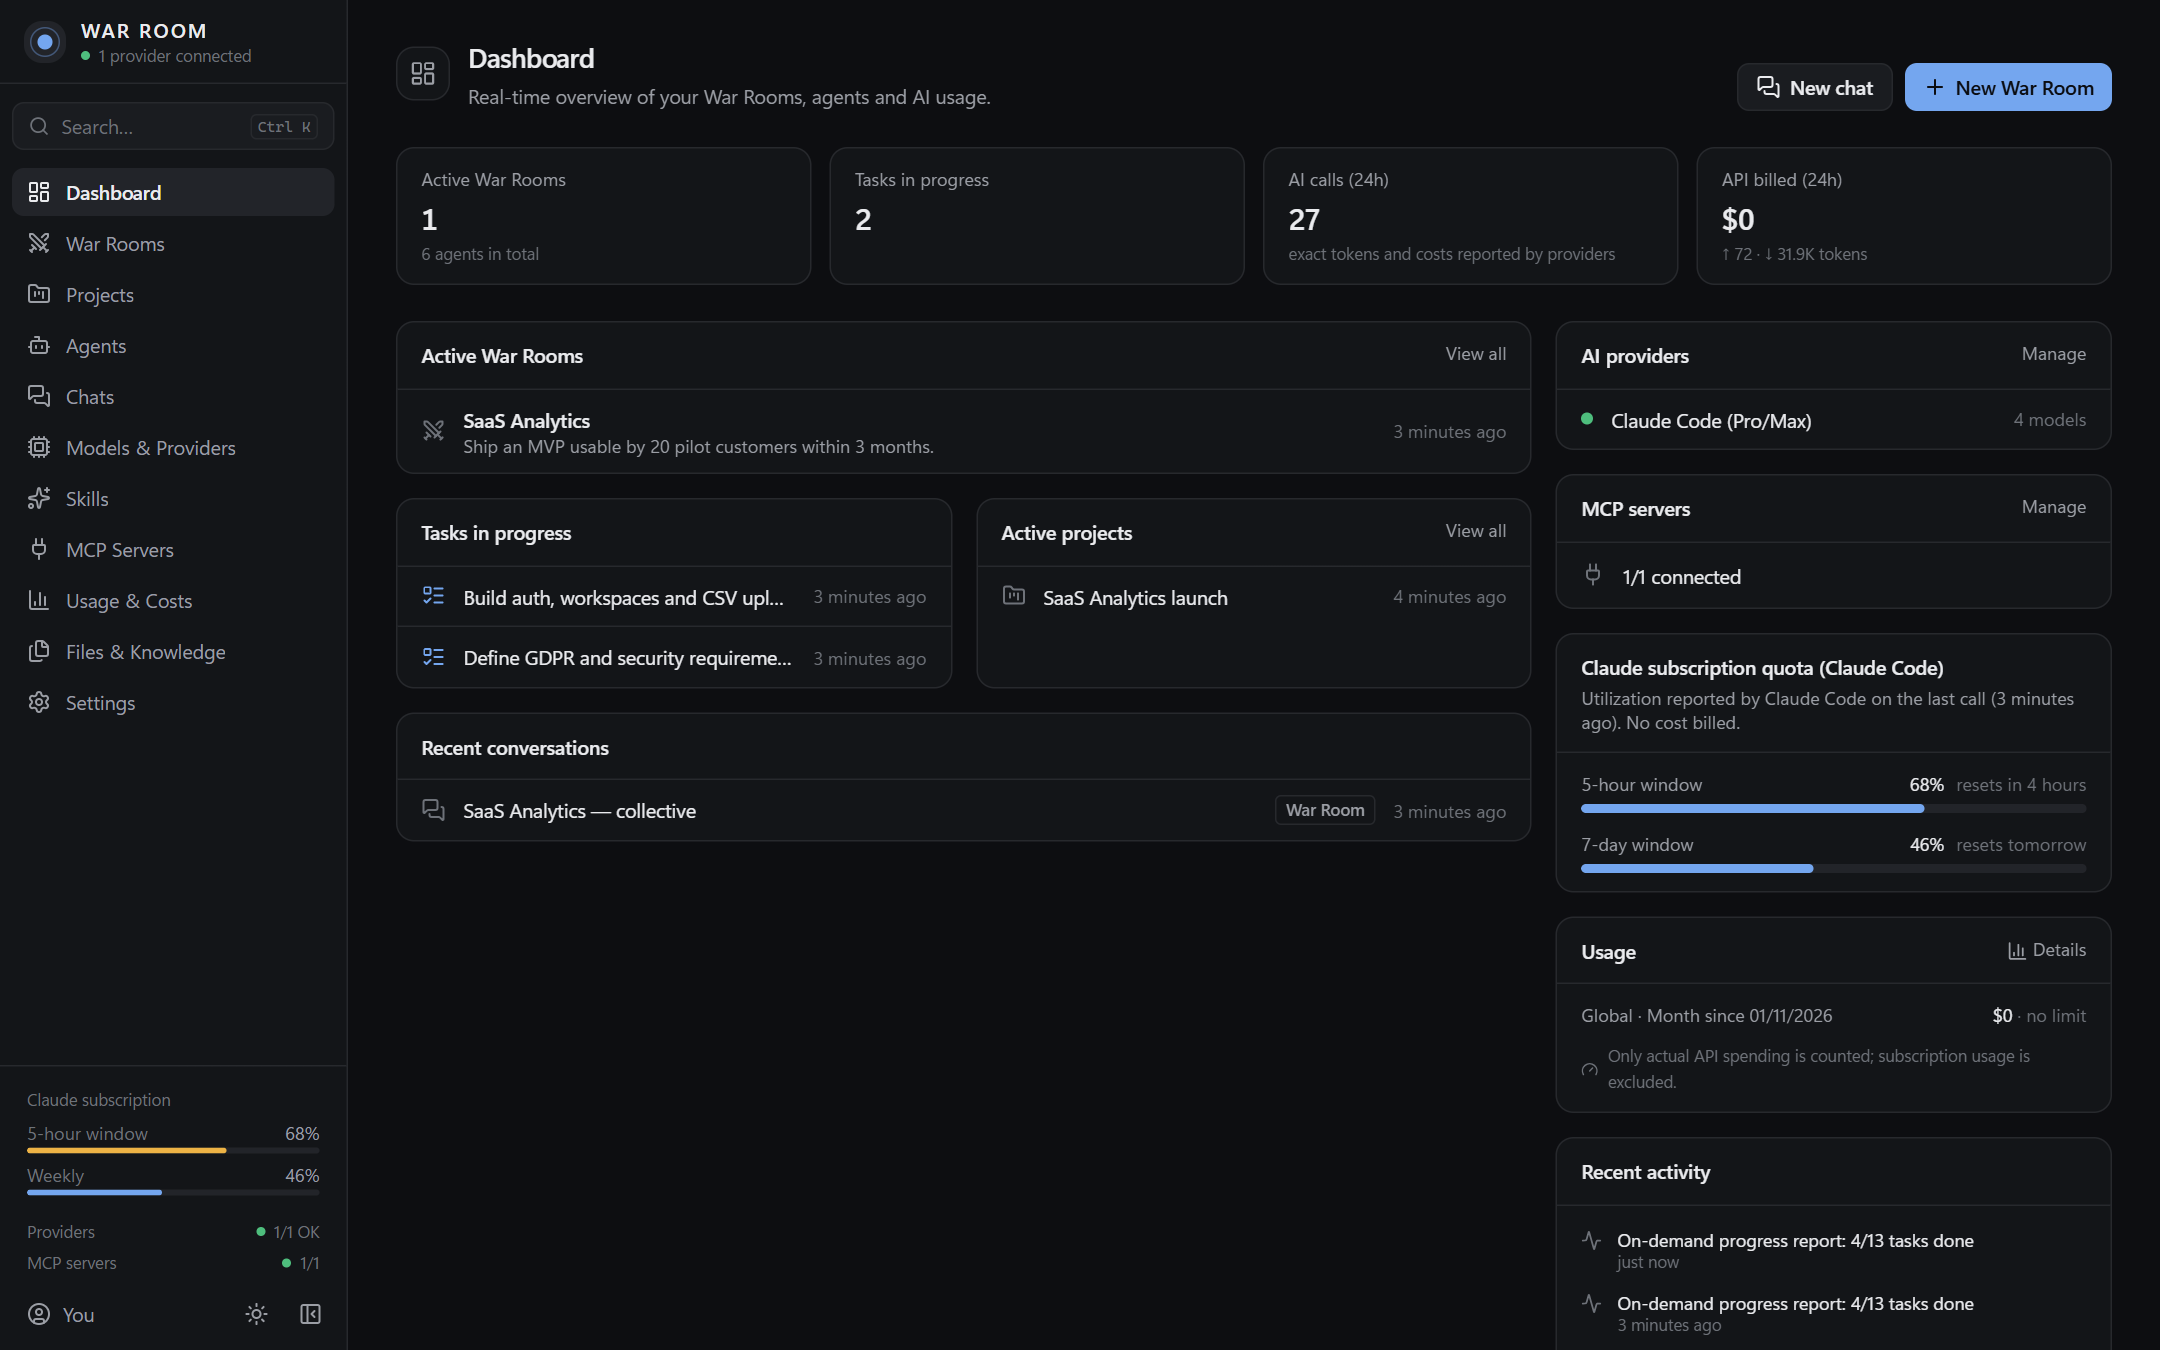 WAR ROOM
1 provider connected
Search...
Ctrl K
Dashboard
War Rooms
Projects
Agents
Chats
Models & Providers
Skills
MCP Servers
Usage & Costs
Files & Knowledge
Settings
Claude subscription
5-hour window 68%
Weekly 46%
Providers 1/1 OK
MCP servers 1/1
You
Dashboard
Real-time overview of your War Rooms, agents and AI usage.
New chat
New War Room
Active War Rooms
1
6 agents in total
Tasks in progress
2
AI calls (24h)
27
exact tokens and costs reported by providers
API billed (24h)
$0
↑ 72 · ↓ 31.9K tokens
Active War Rooms View all
SaaS Analytics
Ship an MVP usable by 20 pilot customers within 3 months.
3 minutes ago
Tasks in progress
Build auth, workspaces and CSV upl... 3 minutes ago
Define GDPR and security requireme... 3 minutes ago
Active projects View all
SaaS Analytics launch 4 minutes ago
Recent conversations
SaaS Analytics — collective War Room 3 minutes ago
AI providers Manage
Claude Code (Pro/Max) 4 models
MCP servers Manage
1/1 connected
Claude subscription quota (Claude Code)
Utilization reported by Claude Code on the last call (3 minutes
ago). No cost billed.
5-hour window 68% resets in 4 hours
7-day window 46% resets tomorrow
Usage Details
Global · Month since 01/11/2026 $0 · no limit
Only actual API spending is counted; subscription usage is
excluded.
Recent activity
On-demand progress report: 4/13 tasks done
just now
On-demand progress report: 4/13 tasks done
3 minutes ago